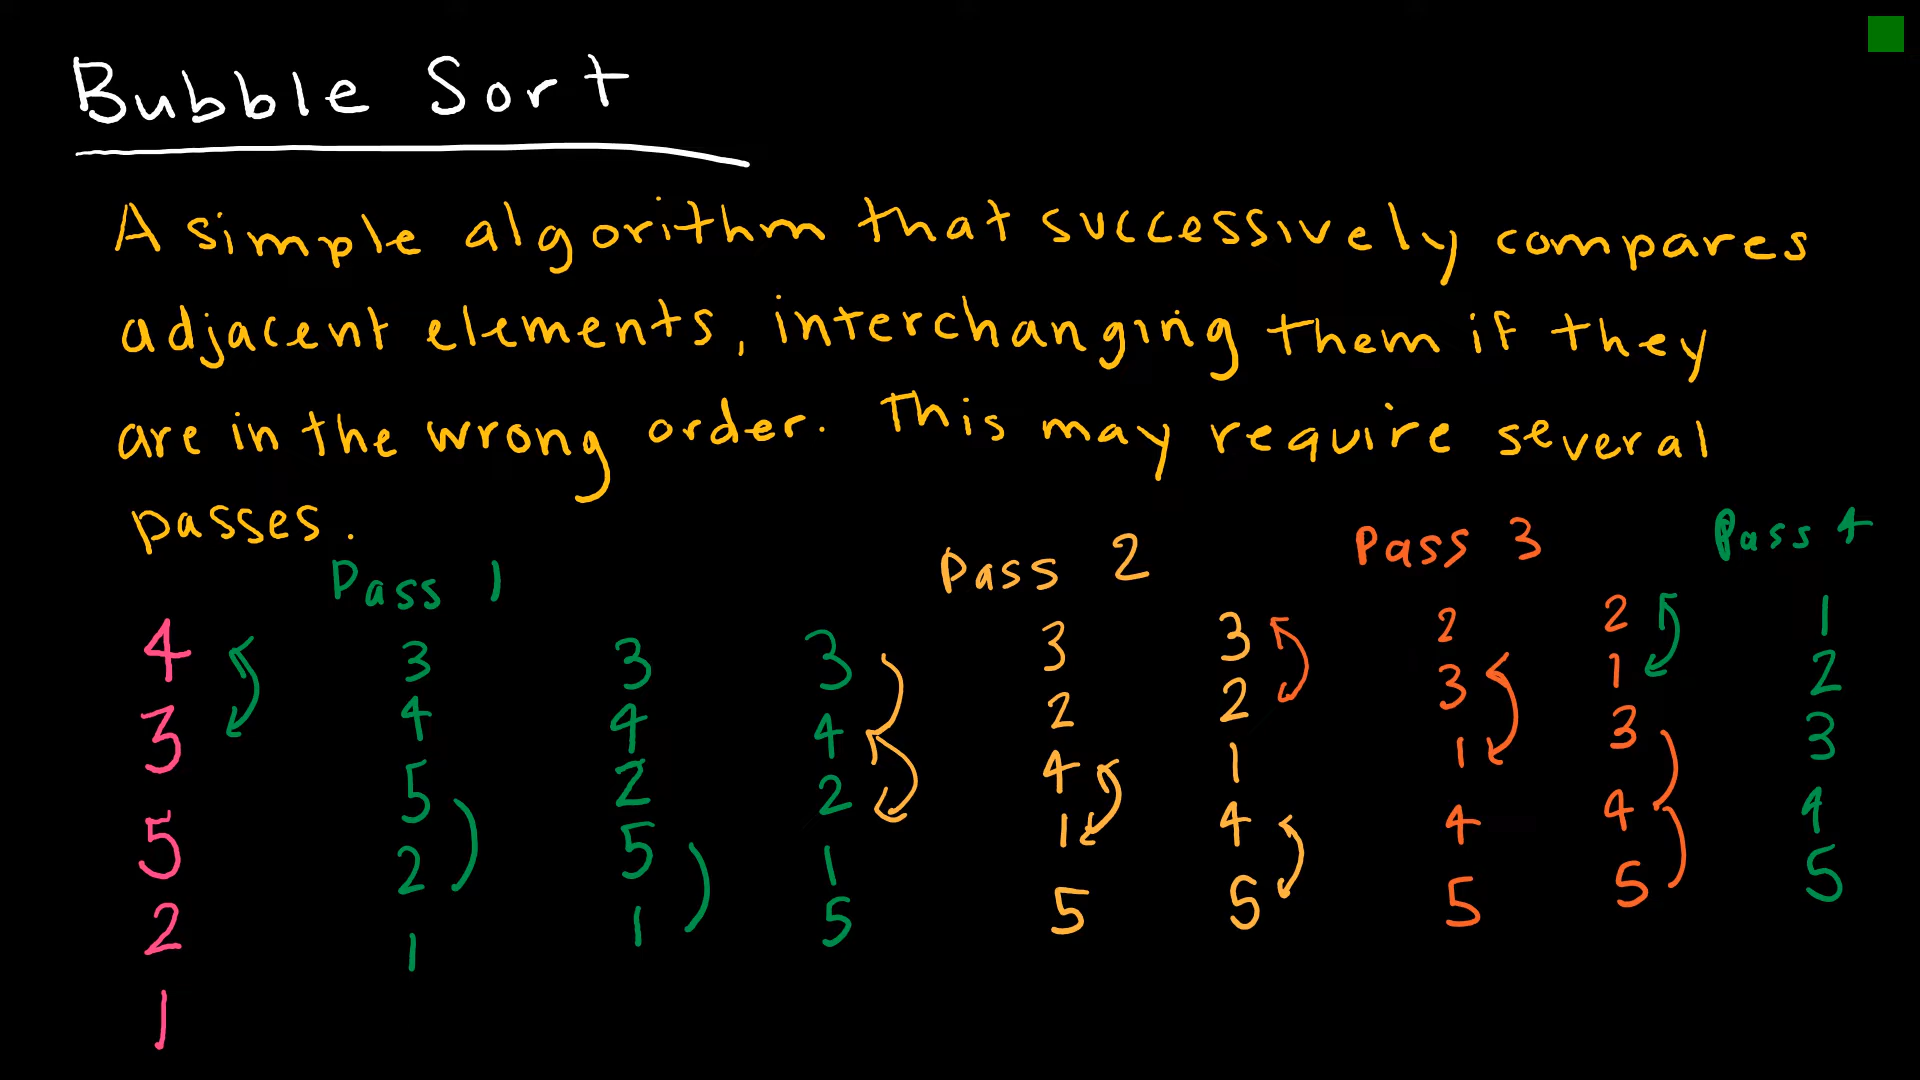 Bubble Sort
A simple algorithm that successively compares
adjacent elements, interchanging them if they
are in the wrong order. This may require several
passes.
Pass 1 Pass 2 Pass 3 Pass 4
4 3 3 3 3 3 2 2 1
3 4 4 4 2 2 3 1 2
5 5 2 2 4 1 1 3 3
2 2 5 1 1 4 4 4 4
1 1 1 5 5 5 5 5 5